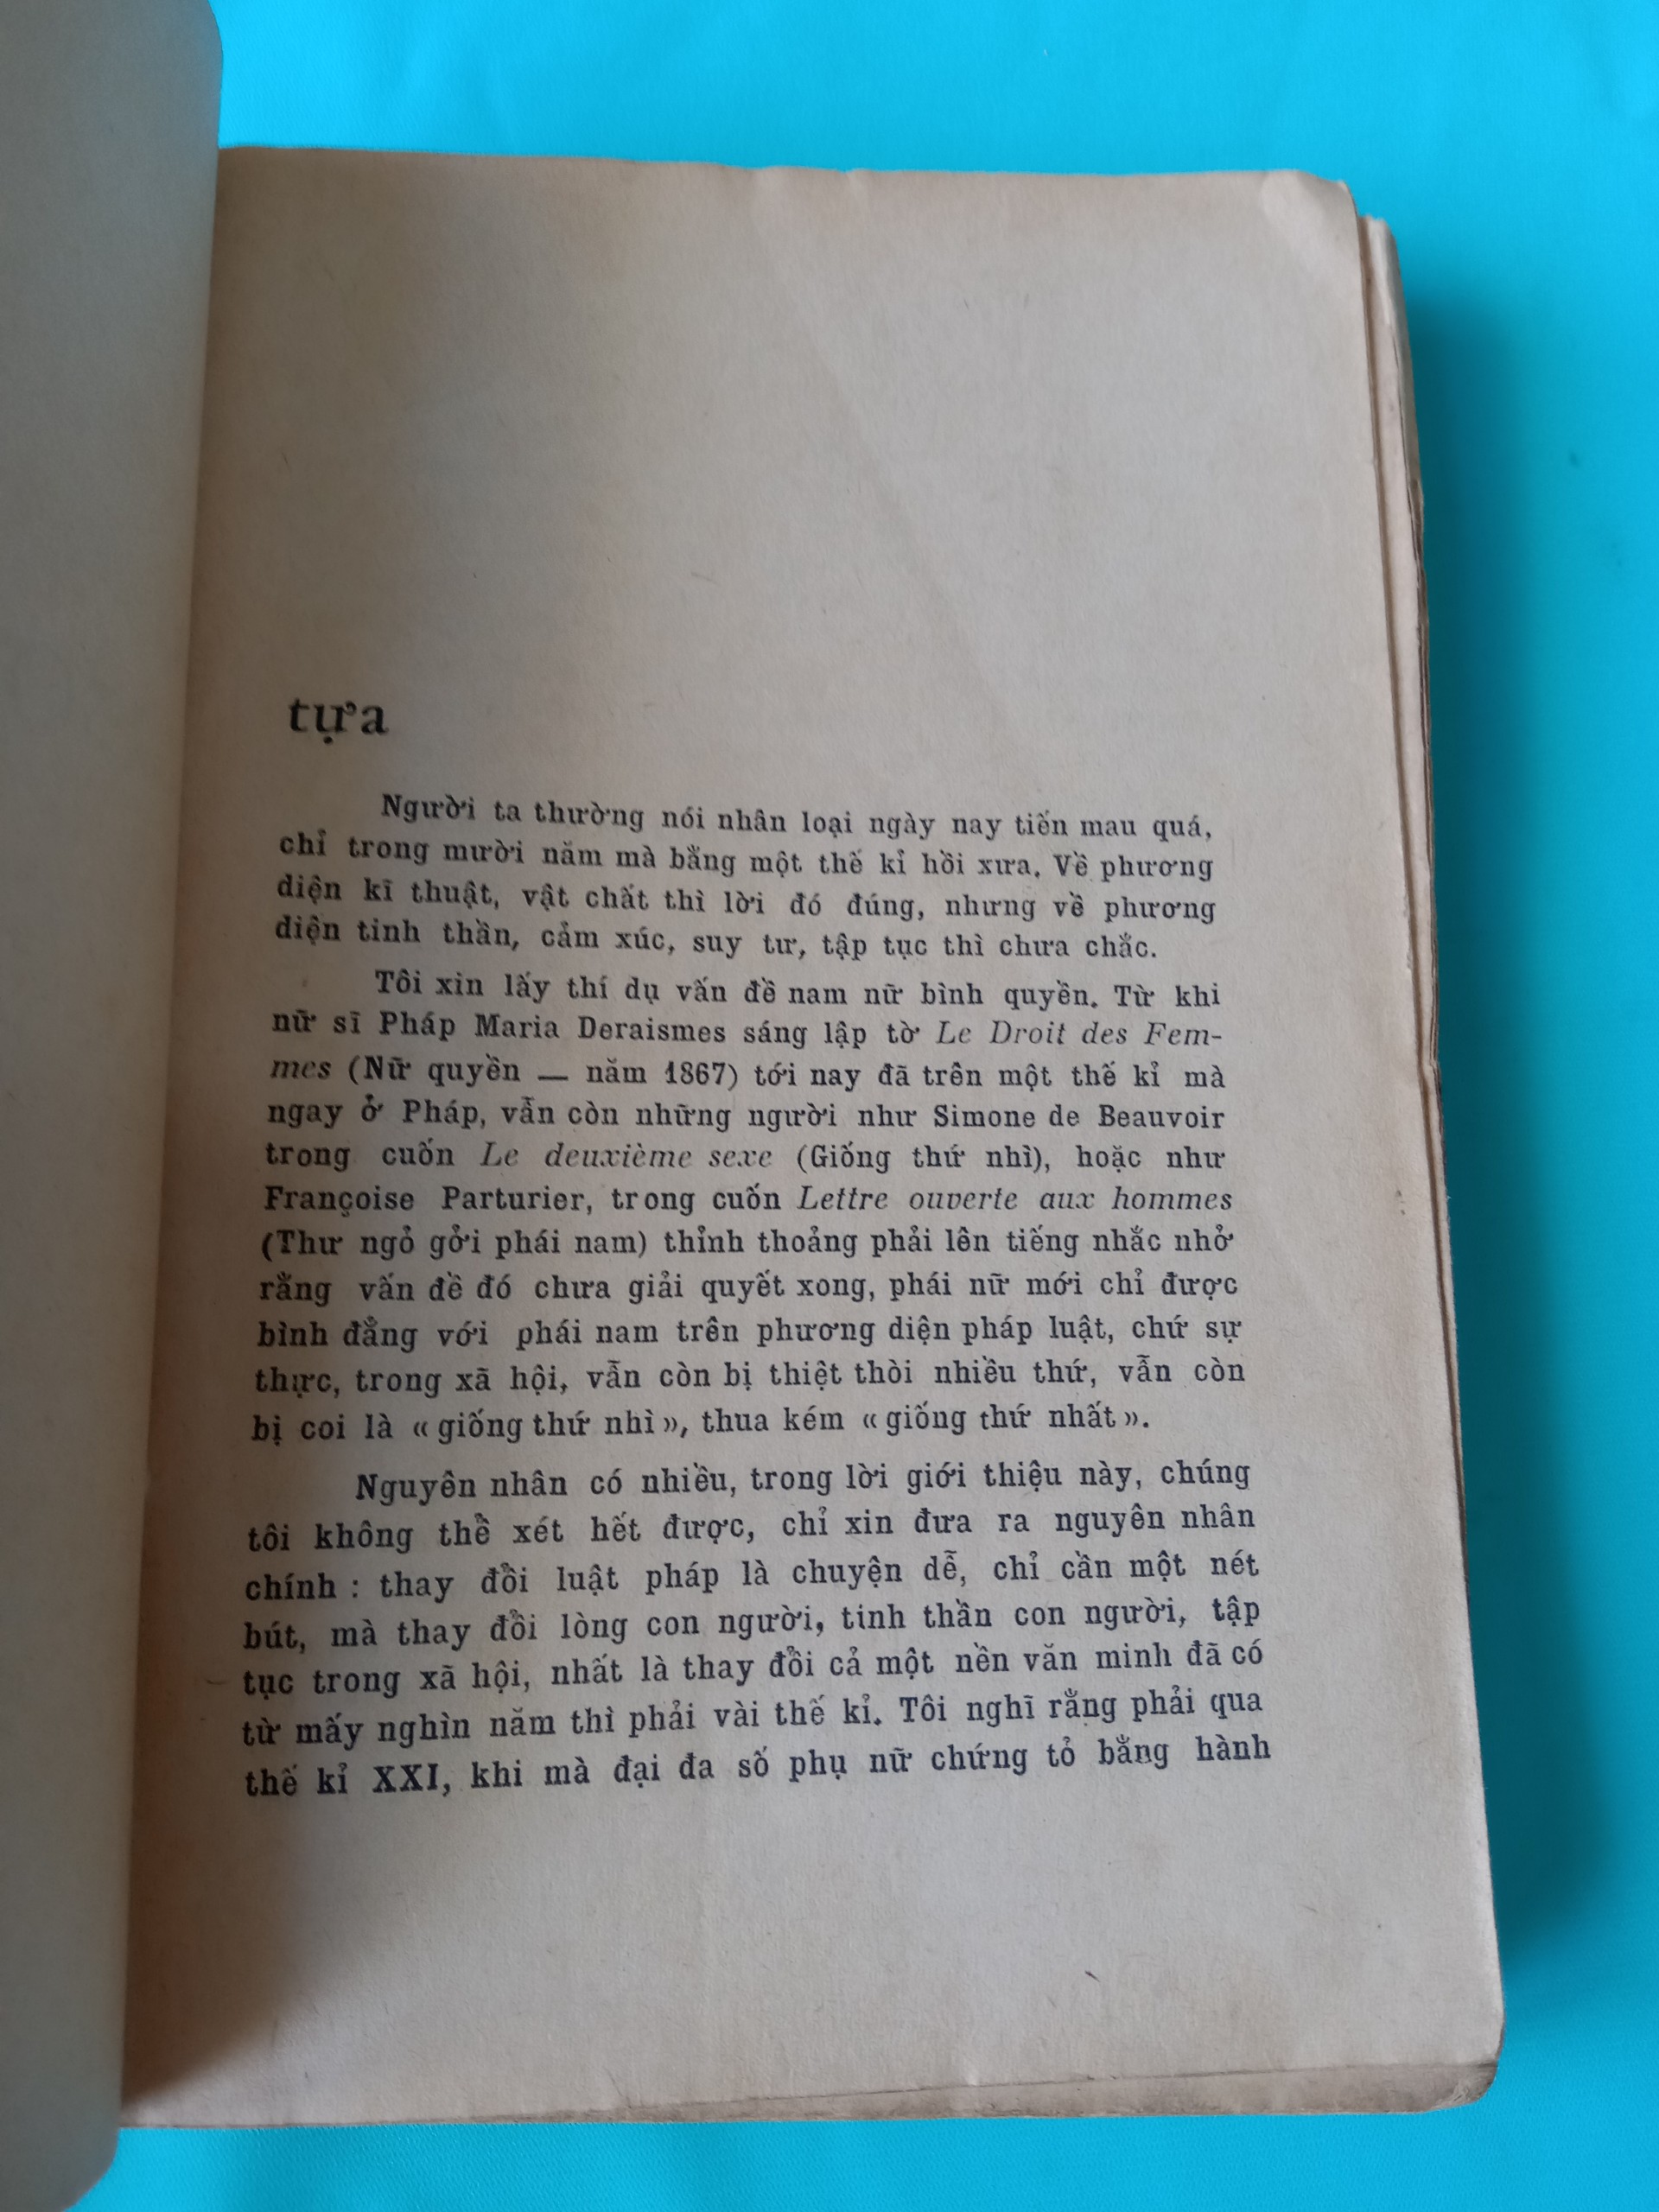 tựa
Người ta thường nói nhân loại ngày nay tiến mau quá,
chỉ trong mười năm mà bằng một thế kỉ hồi xưa. Về phương
diện kĩ thuật, vật chất thì lời đó đúng, nhưng về phương
diện tinh thần, cảm xúc, suy tư, tập tục thì chưa chắc.
Tôi xin lấy thí dụ vấn đề nam nữ bình quyền. Từ khi
nữ sĩ Pháp Maria Deraismes sáng lập tờ Le Droit des Fem-
mes (Nữ quyền — năm 1867) tới nay đã trên một thế kỉ mà
ngay ở Pháp, vẫn còn những người như Simone de Beauvoir
trong cuốn Le deuxième sexe (Giống thứ nhì), hoặc như
Françoise Parturier, trong cuốn Lettre ouverte aux hommes
(Thư ngỏ gởi phái nam) thỉnh thoảng phải lên tiếng nhắc nhở
rằng vấn đề đó chưa giải quyết xong, phái nữ mới chỉ được
bình đẳng với phái nam trên phương diện pháp luật, chứ sự
thực, trong xã hội, vẫn còn bị thiệt thòi nhiều thứ, vẫn còn
bị coi là « giống thứ nhì », thua kém « giống thứ nhất ».
Nguyên nhân có nhiều, trong lời giới thiệu này, chúng
tôi không thể xét hết được, chỉ xin đưa ra nguyên nhân
chính : thay đổi luật pháp là chuyện dễ, chỉ cần một nét
bút, mà thay đổi lòng con người, tinh thần con người, tập
tục trong xã hội, nhất là thay đổi cả một nền văn minh đã có
từ mấy nghìn năm thì phải vài thế kỉ. Tôi nghĩ rằng phải qua
thế kỉ XXI, khi mà đại đa số phụ nữ chứng tỏ bằng hành